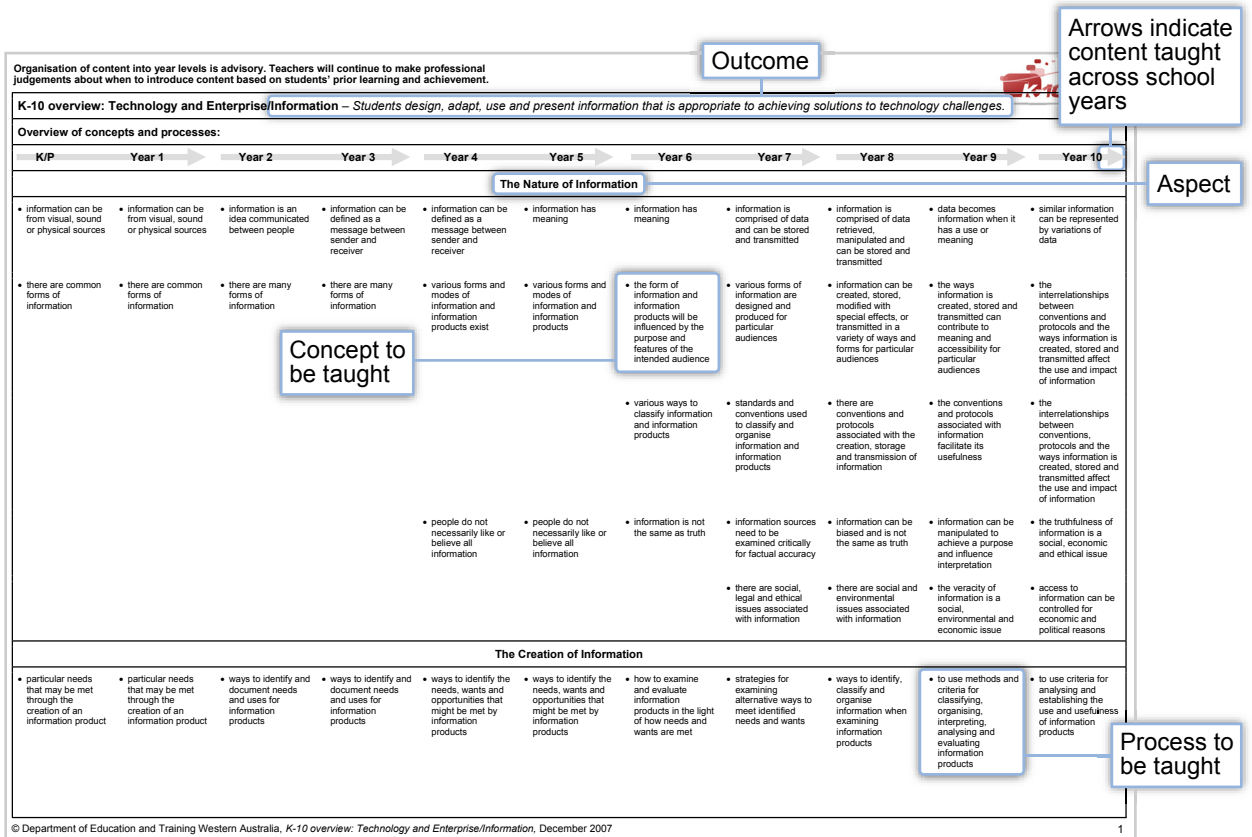 Arrows indicate
content taught
across school
years
Outcome
Organisation of content into year levels is advisory. Teachers will continue to make professional
judgements about when to introduce content based on students' prior learning and achievement.
K-10 overview: Technology and Enterprise/Information – Students design, adapt, use and present information that is appropriate to achieving solutions to technology challenges.
Overview of concepts and processes:
K/P Year 1 Year 2 Year 3 Year 4 Year 5 Year 6 Year 7 Year 8 Year 9 Year 10
The Nature of Information
Aspect
• information can be
from visual, sound
or physical sources
• information can be
from visual, sound
or physical sources
• information is an
idea communicated
between people
• information can be
defined as a
message between
sender and
receiver
• information can be
defined as a
message between
sender and
receiver
• information has
meaning
• information has
meaning
• information is
comprised of data
and can be stored
and transmitted
• information is
comprised of data
retrieved,
manipulated and
can be stored and
transmitted
• data becomes
information when it
has a use or
meaning
• similar information
can be represented
by variations of
data
• there are common
forms of
information
• there are common
forms of
information
• there are many
forms of
information
• there are many
forms of
information
• various forms and
modes of
information and
information
products exist
• various forms and
modes of
information and
information
products
• the form of
information and
information
products will be
influenced by the
purpose and
features of the
intended audience
• various forms of
information are
designed and
produced for
particular
audiences
• information can be
created, stored,
modified with
special effects, or
transmitted in a
variety of ways and
forms for particular
audiences
• the ways
information is
created, stored and
transmitted can
contribute to
meaning and
accessibility for
particular
audiences
• the
interrelationships
between
conventions and
protocols and the
ways information is
created, stored and
transmitted affect
the use and impact
of information
Concept to
be taught
• various ways to
classify information
and information
products
• standards and
conventions used
to classify and
organise
information and
information
products
• there are
conventions and
protocols
associated with the
creation, storage
and transmission of
information
• the conventions
and protocols
associated with
information
facilitate its
usefulness
• the
interrelationships
between
conventions,
protocols and the
ways information is
created, stored and
transmitted affect
the use and impact
of information
• people do not
necessarily like or
believe all
information
• people do not
necessarily like or
believe all
information
• information is not
the same as truth
• information sources
need to be
examined critically
for factual accuracy
• information can be
biased and is not
the same as truth
• information can be
manipulated to
achieve a purpose
and influence
interpretation
• the truthfulness of
information is a
social, economic
and ethical issue
• there are social,
legal and ethical
issues associated
with information
• there are social and
environmental
issues associated
with information
• the veracity of
information is a
social,
environmental and
economic issue
• access to
information can be
controlled for
economic and
political reasons
The Creation of Information
• particular needs
that may be met
through the
creation of an
information product
• particular needs
that may be met
through the
creation of an
information product
• ways to identify and
document needs
and uses for
information
products
• ways to identify and
document needs
and uses for
information
products
• ways to identify the
needs, wants and
opportunities that
might be met by
information
products
• ways to identify the
needs, wants and
opportunities that
might be met by
information
products
• how to examine
and evaluate
information
products in the light
of how needs and
wants are met
• strategies for
examining
alternative ways to
meet identified
needs and wants
• ways to identify,
classify and
organise
information when
examining
information
products
• to use methods and
criteria for
classifying,
organising,
interpreting,
analysing and
evaluating
information
products
• to use criteria for
analysing and
establishing the
use and usefulness
of information
products
Process to
be taught
© Department of Education and Training Western Australia, K-10 overview: Technology and Enterprise/Information, December 2007
1